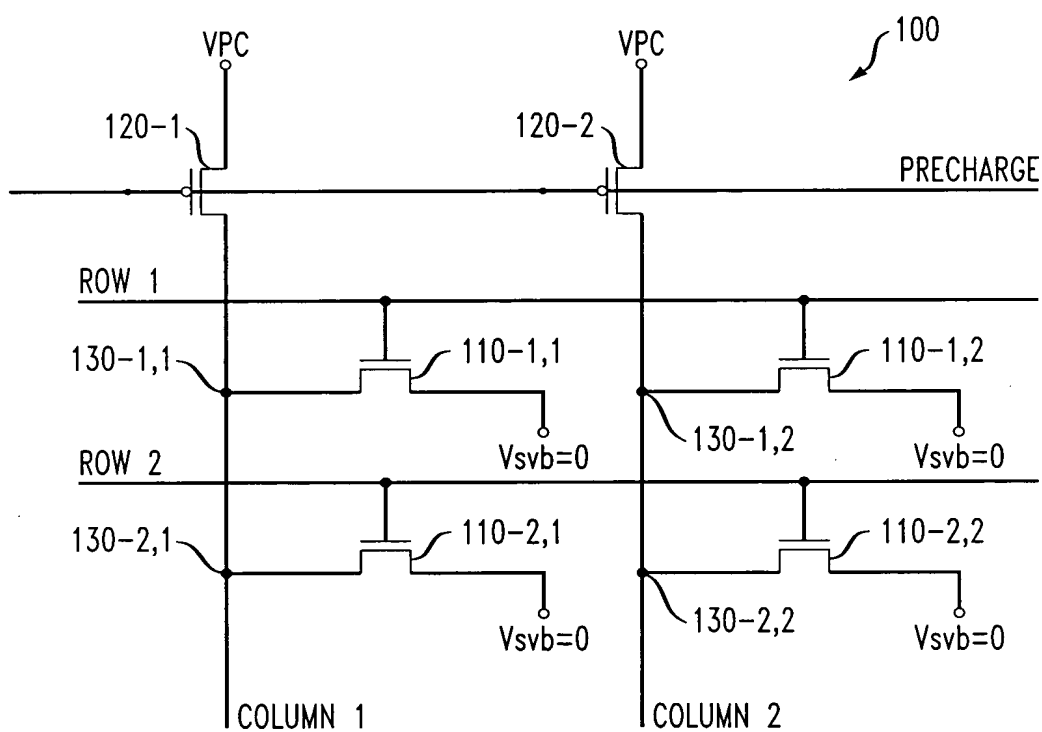 100
VPC
VPC
120-1
120-2
PRECHARGE
ROW 1
130-1,1
110-1,1
110-1,2
Vsvb=0
130-1,2
Vsvb=0
ROW 2
130-2,1
110-2,1
110-2,2
Vsvb=0
130-2,2
Vsvb=0
COLUMN 1
COLUMN 2